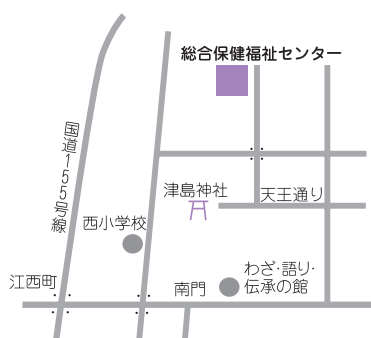 総合保健福祉センター
国道155号線
津島神社
天王通り
西小学校
わざ・語り・
伝承の館
江西町
南門